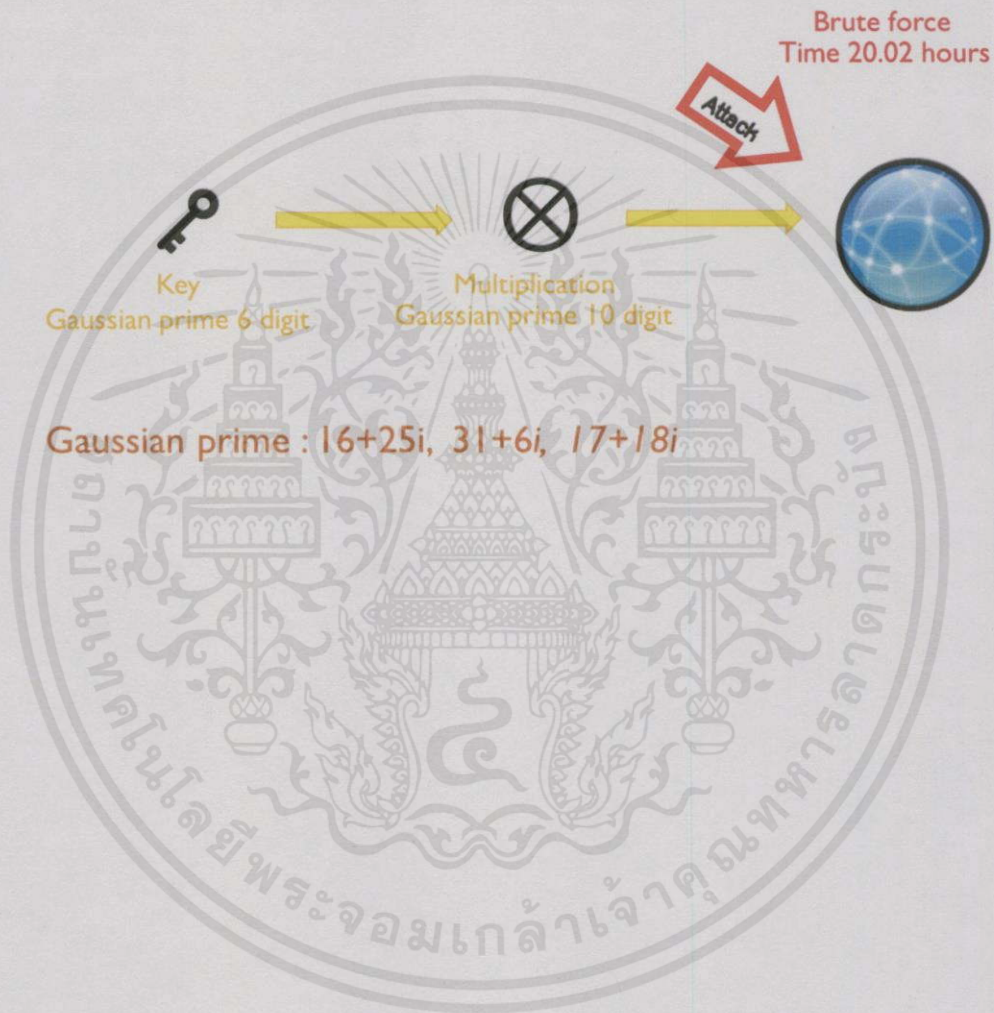 Brute force
Time 20.02 hours
Attack
Key
Gaussian prime 6 digit
Multiplication
Gaussian prime 10 digit
Gaussian prime : 16+25i, 31+6i, 17+18i
สถาบันเทคโนโลยีพระจอมเกล้าเจ้าคุณทหารลาดกระบัง